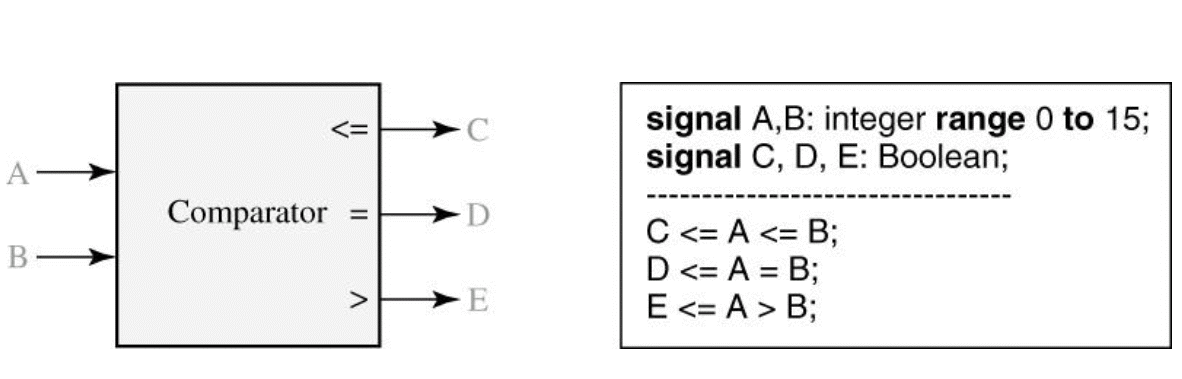 <= C
A
Comparator = D
B
> E
signal A,B: integer range 0 to 15;
signal C, D, E: Boolean;
---------------------------------
C <= A <= B;
D <= A = B;
E <= A > B;